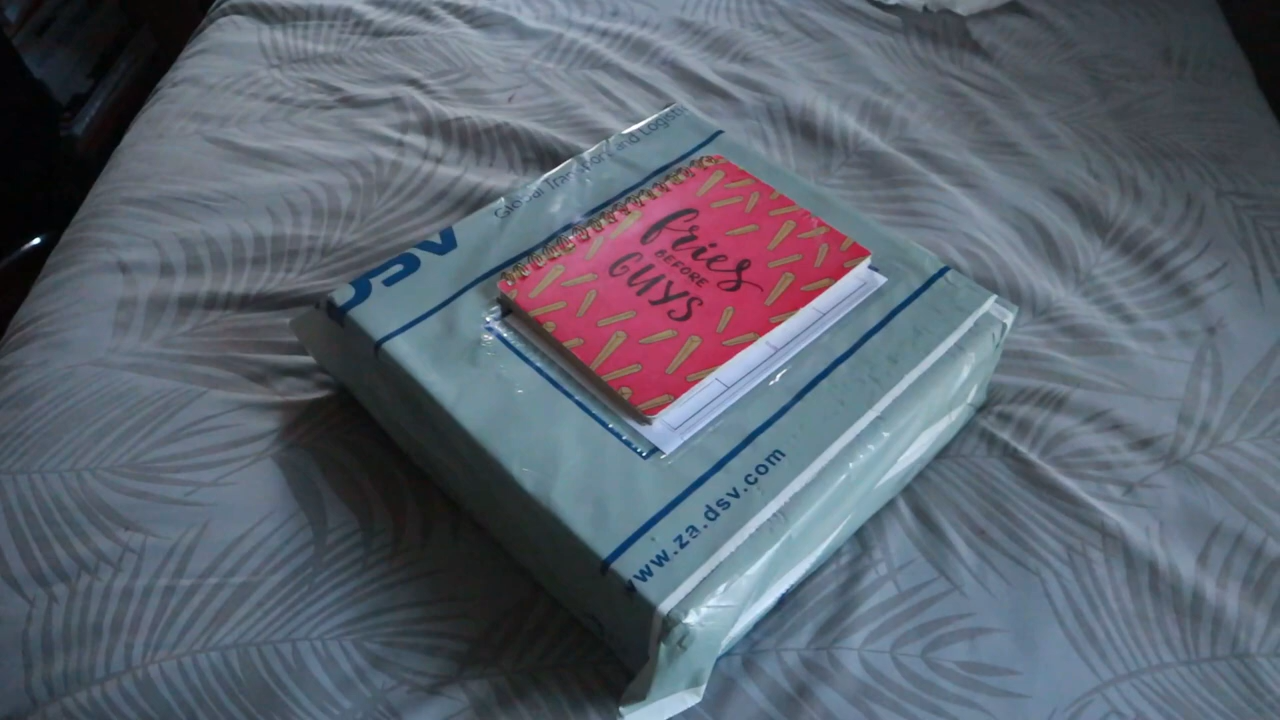 Global Transport and Logistics
DSV
fries
BEFORE
GUYS
www.za.dsv.com